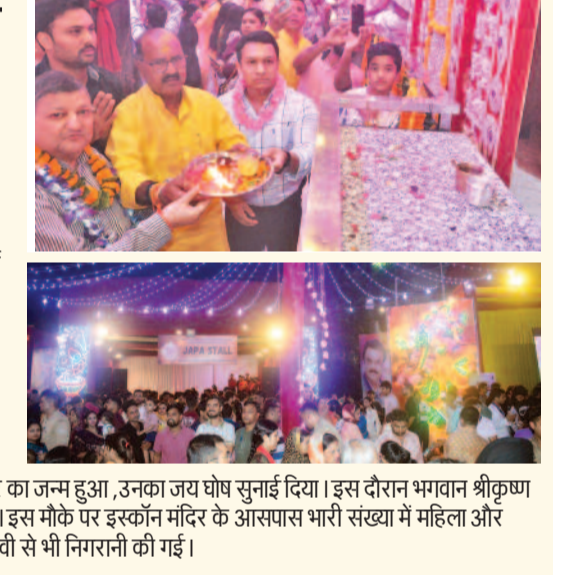 JAPA STALL
का जन्म हुआ ,उनका जय घोष सुनाई दिया। इस दौरान भगवान श्रीकृष्ण
। इस मौके पर इस्कॉन मंदिर के आसपास भारी संख्या में महिला और
वी से भी निगरानी की गई।